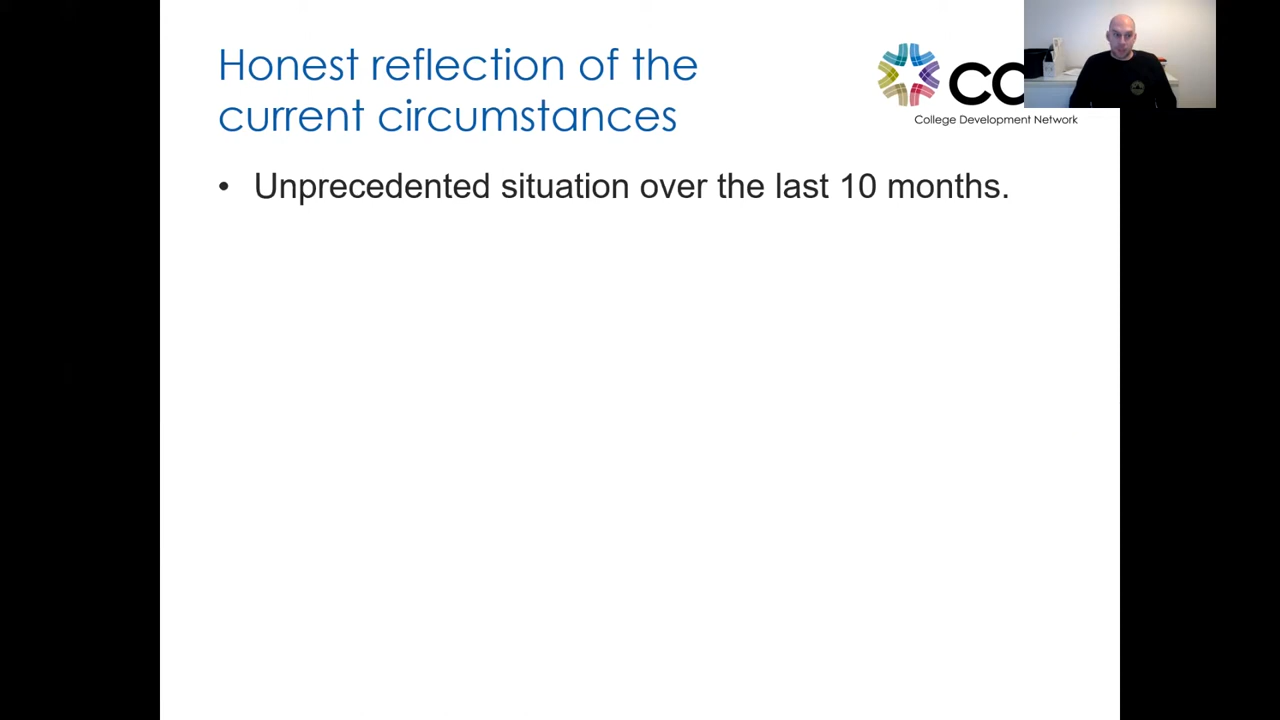 Honest reflection of the
current circumstances
College Development Network
• Unprecedented situation over the last 10 months.